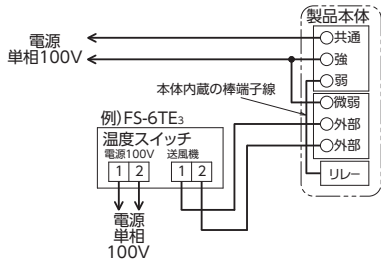 製品本体
電源
単相100V
共通
強
弱
本体内蔵の棒端子線
微弱
外部
外部
リレー
例)FS-6TE3
温度スイッチ
電源100V 送風機
1 2 1 2
電源
単相
100V